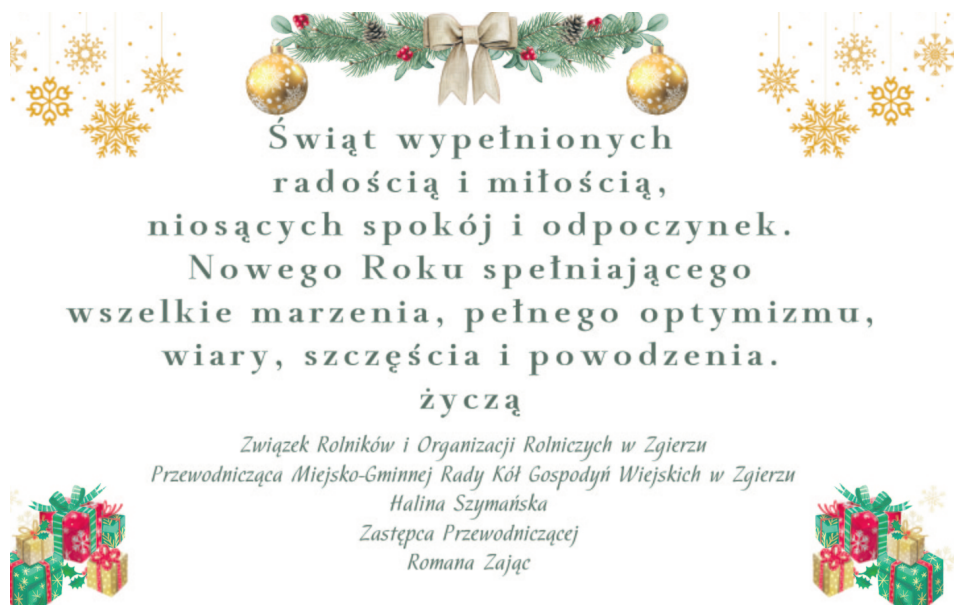 Świąt wypełnionych
radością i miłością,
niosących spokój i odpoczynek.
Nowego Roku spełniającego
wszelkie marzenia, pełnego optymizmu,
wiary, szczęścia i powodzenia.
życzą
Związek Rolników i Organizacji Rolniczych w Zgierzu
Przewodnicząca Miejsko-Gminnej Rady Kół Gospodyń Wiejskich w Zgierzu
Halina Szymańska
Zastępca Przewodniczącej
Romana Zając